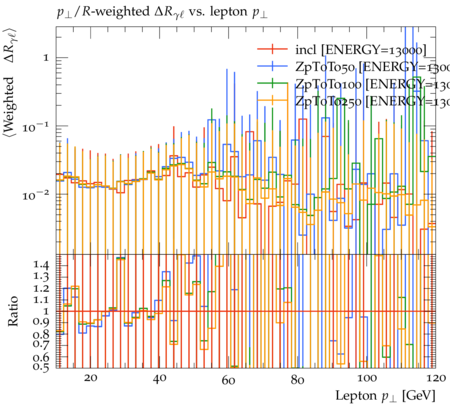 p⊥/R-weighted ΔRγℓ vs. lepton p⊥
⟨Weighted ΔRγℓ⟩
incl [ENERGY=1300b]
ZpToTo50 [ENERGY=1300
ZpToTo100 [ENERGY=130
ZpToTo250 [ENERGY=130
1
10⁻¹
10⁻²
Ratio
1.4
1.3
1.2
1.1
1
0.9
0.8
0.7
0.6
0.5
20 40 60 80 100 120
Lepton p⊥ [GeV]